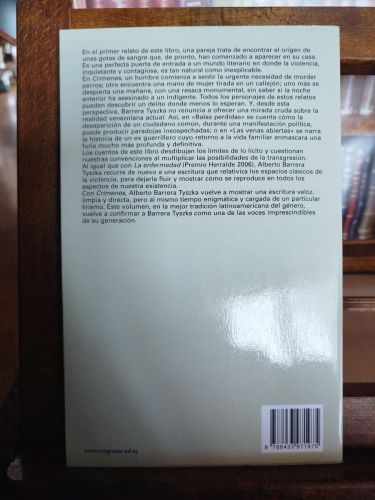 En el primer relato de este libro, una pareja trata de encontrar el origen de
unas gotas de sangre que, de pronto, han comenzado a aparecer en su casa.
Es una perfecta puerta de entrada a un mundo literario en donde la violencia,
inquietante y contagiosa, es tan natural como inexplicable.
En Crímenes, un hombre comienza a sentir la urgente necesidad de morder
perros; otro encuentra una mano de mujer tirada en un callejón; uno más se
despierta una mañana, con una resaca monumental, sin saber si la noche
anterior ha asesinado a un indigente. Todos los personajes de estos relatos
pueden descubrir un delito donde menos lo esperan. Y, desde esta
perspectiva, Barrera Tyszka no renuncia a ofrecer una mirada cruda sobre la
realidad venezolana actual. Así, en «Balas perdidas» se cuenta cómo la
desaparición de un ciudadano común, durante una manifestación política,
puede producir paradojas insospechadas; o en «Las venas abiertas» se narra
la historia de un ex guerrillero cuyo retorno a la vida familiar enmascara una
furia mucho más profunda y definitiva.
Los cuentos de este libro desdibujan los límites de lo lícito y cuestionan
nuestras convenciones al multiplicar las posibilidades de la transgresión.
Al igual que con La enfermedad (Premio Herralde 2006), Alberto Barrera
Tyszka recurre de nuevo a una escritura que relativiza los espacios clásicos de
la violencia, para dejarla fluir y mostrar cómo se reproduce en todos los
aspectos de nuestra existencia.
Con Crímenes, Alberto Barrera Tyszka vuelve a mostrar una escritura veloz,
limpia y directa, pero al mismo tiempo enigmática y cargada de un particular
lirismo. Este volumen, en la mejor tradición latinoamericana del género,
vuelve a confirmar a Barrera Tyszka como una de las voces imprescindibles
de su generación.
www.anagrama-ed.es
9 788433 971975